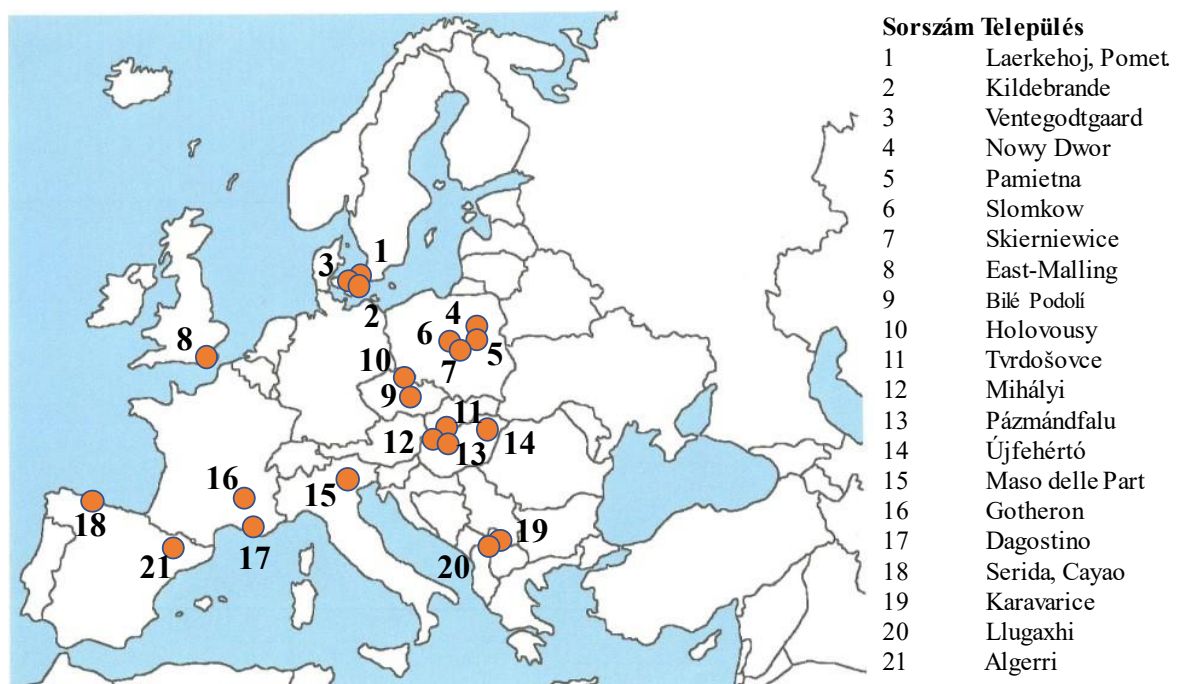 Sorszám Település
1 Laerkehoj, Pomet.
2 Kildebrande
3 Ventegodtgaard
4 Nowy Dwor
5 Pamietna
6 Slomkow
7 Skierniewice
8 East-Malling
9 Bilé Podolí
10 Holovousy
11 Tvrdošovce
12 Mihályi
13 Pázmándfalu
14 Újfehértó
15 Maso delle Part
16 Gotheron
17 Dagostino
18 Serida, Cayao
19 Karavarice
20 Llugaxhi
21 Algerri
1
3
2
4
6
5
7
8
10
9
11
12
13
14
15
16
18
17
19
21
20